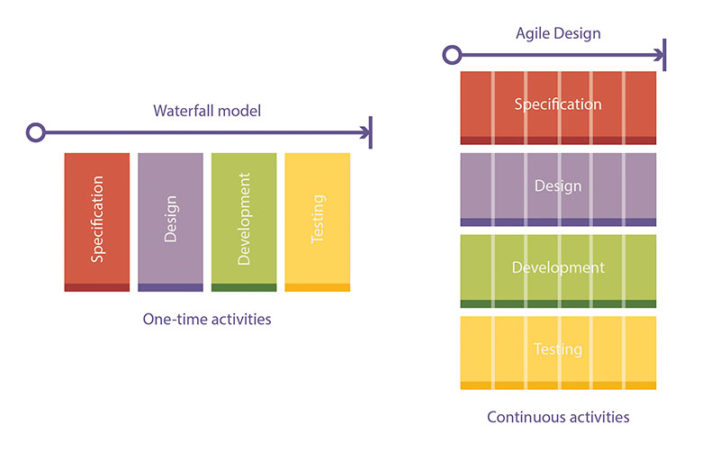 Waterfall model
Specification
Design
Development
Testing
One-time activities
Agile Design
Specification
Design
Development
Testing
Continuous activities